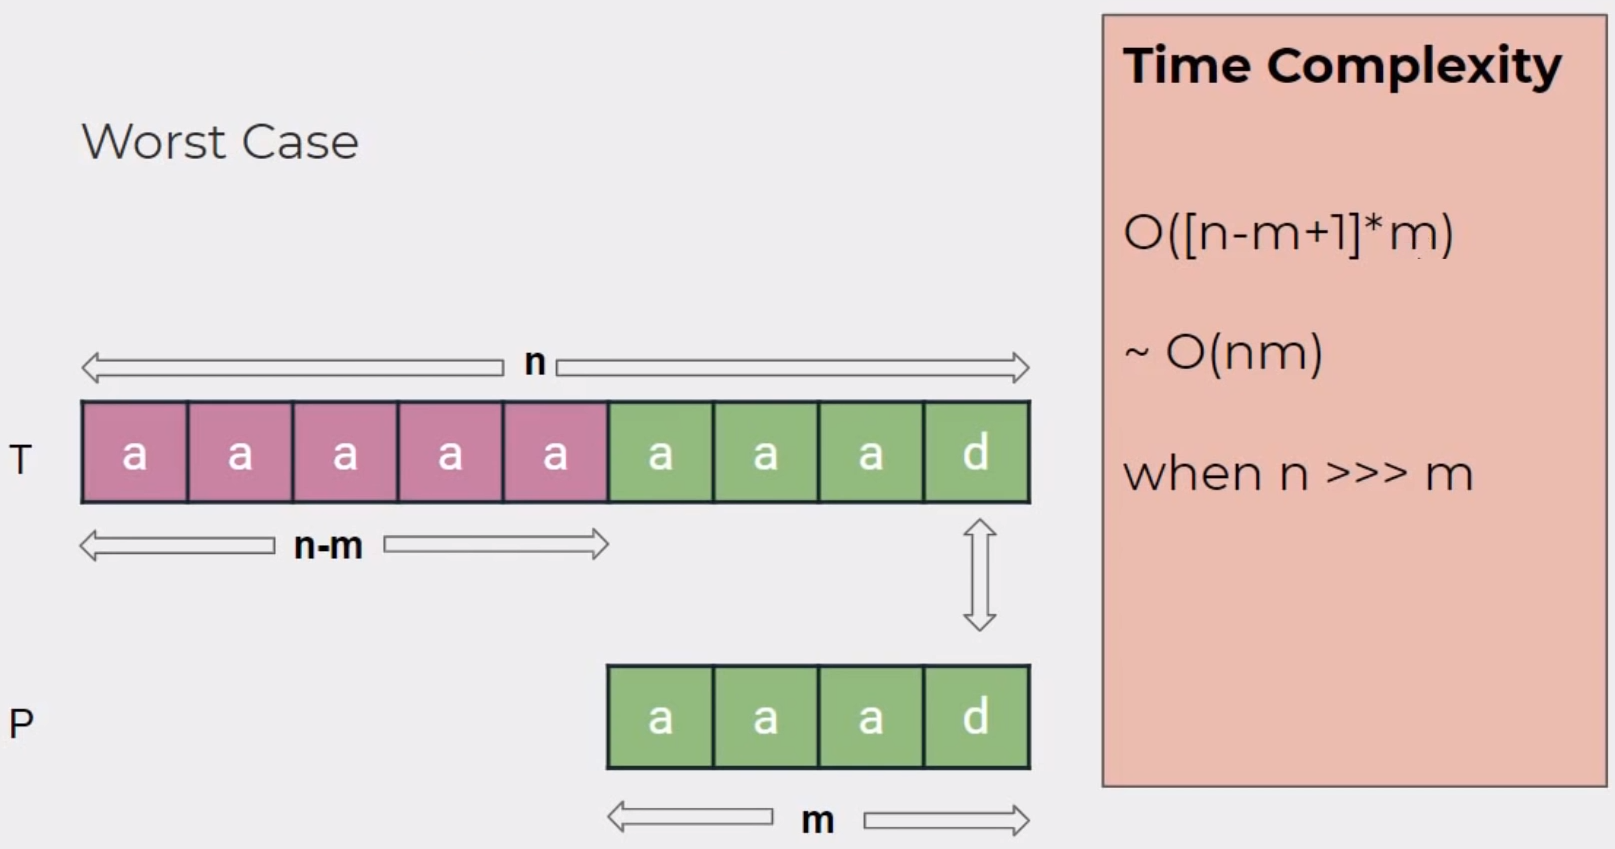 Time Complexity
Worst Case
O([n-m+1]*m)
~ O(nm)
when n >>> m
n
T a a a a a a a a d
n-m
P a a a d
m